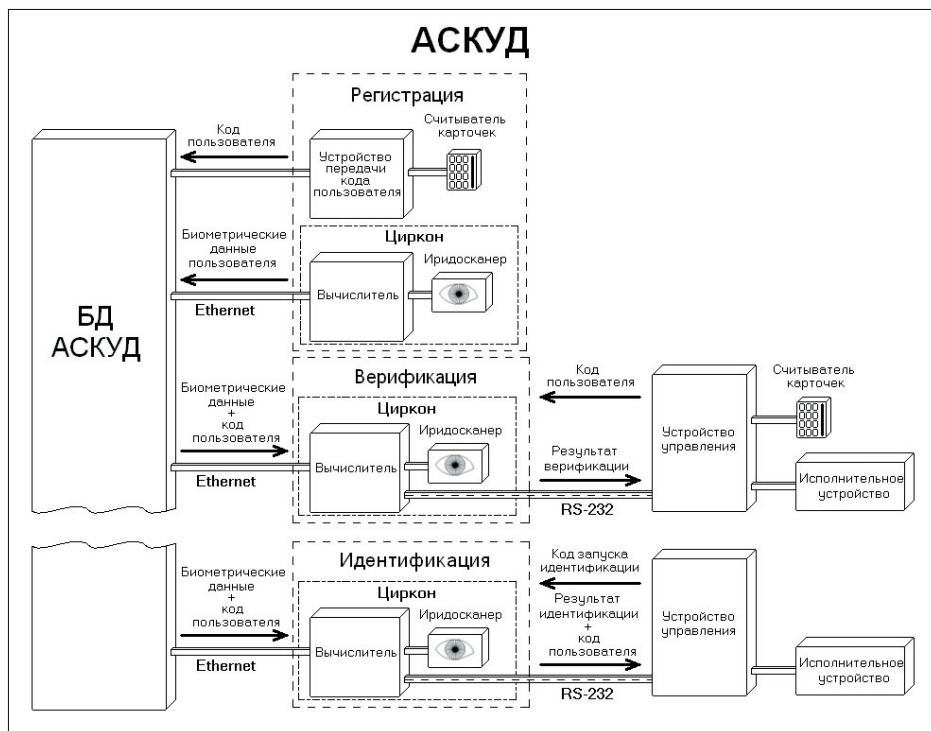 АСКУД
Регистрация
Считыватель
карточек
Код
пользователя
Устройство
передачи
кода
пользователя
Циркон
Биометрические
данные
пользователя
Иридосканер
Вычислитель
Ethernet
БД
АСКУД
Верификация
Код
пользователя
Считыватель
карточек
Биометрические
данные
+
код
пользователя
Циркон
Иридосканер
Вычислитель
Устройство
управления
Результат
верификации
Исполнительное
устройство
Ethernet
RS-232
Идентификация
Код запуска
идентификации
Биометрические
данные
+
код
пользователя
Циркон
Иридосканер
Вычислитель
Результат
идентификации
+
код
пользователя
Устройство
управления
Исполнительное
устройство
Ethernet
RS-232